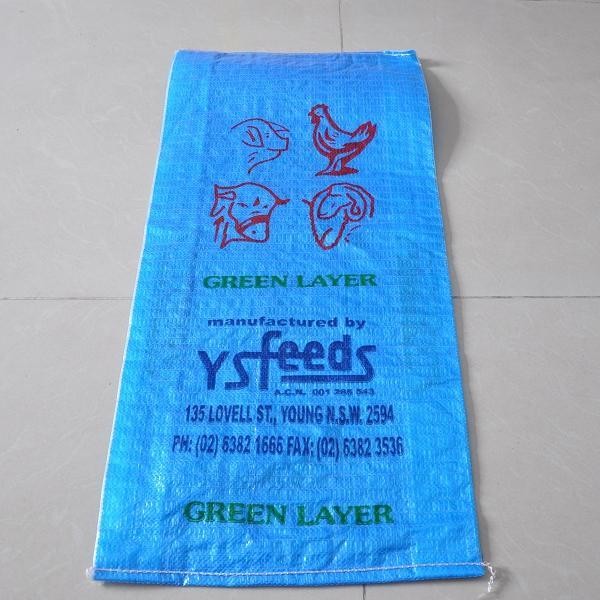 GREEN LAYER
manufactured by
YSfeeds
A.C.N. 001 286 543
135 LOVELL ST., YOUNG N.S.W. 2594
PH: (02) 6382 1666 FAX: (02) 6382 3536
GREEN LAYER